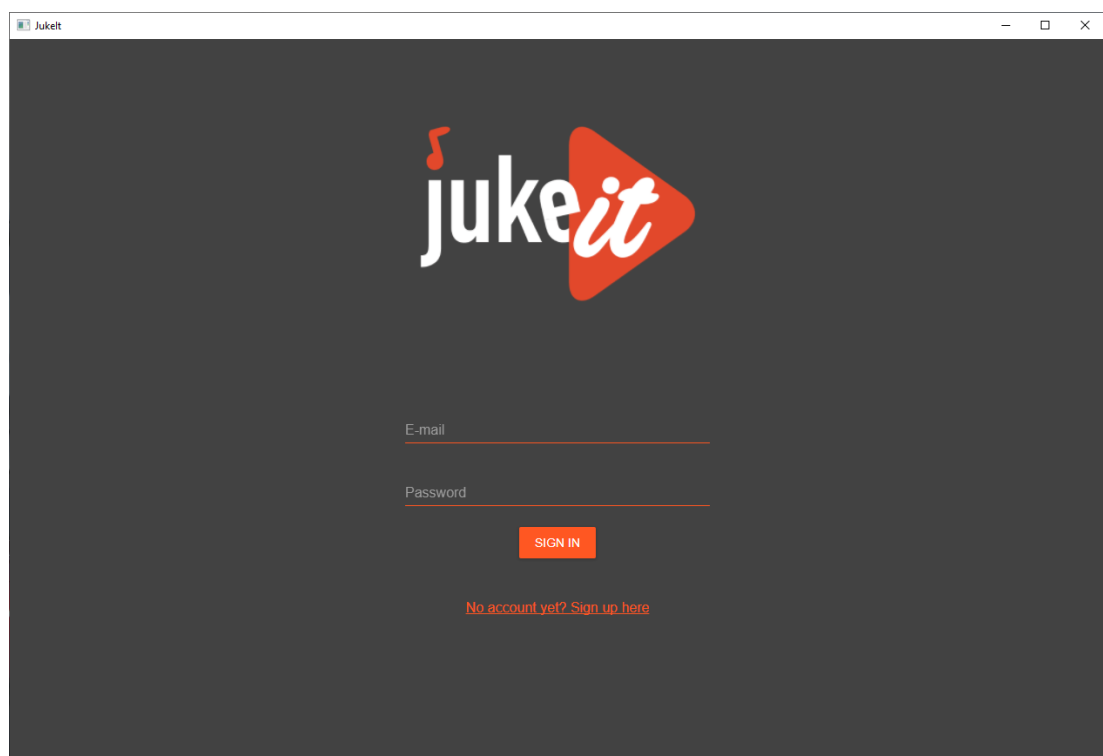 JukeIt
jukeit
E-mail
Password
SIGN IN
No account yet? Sign up here